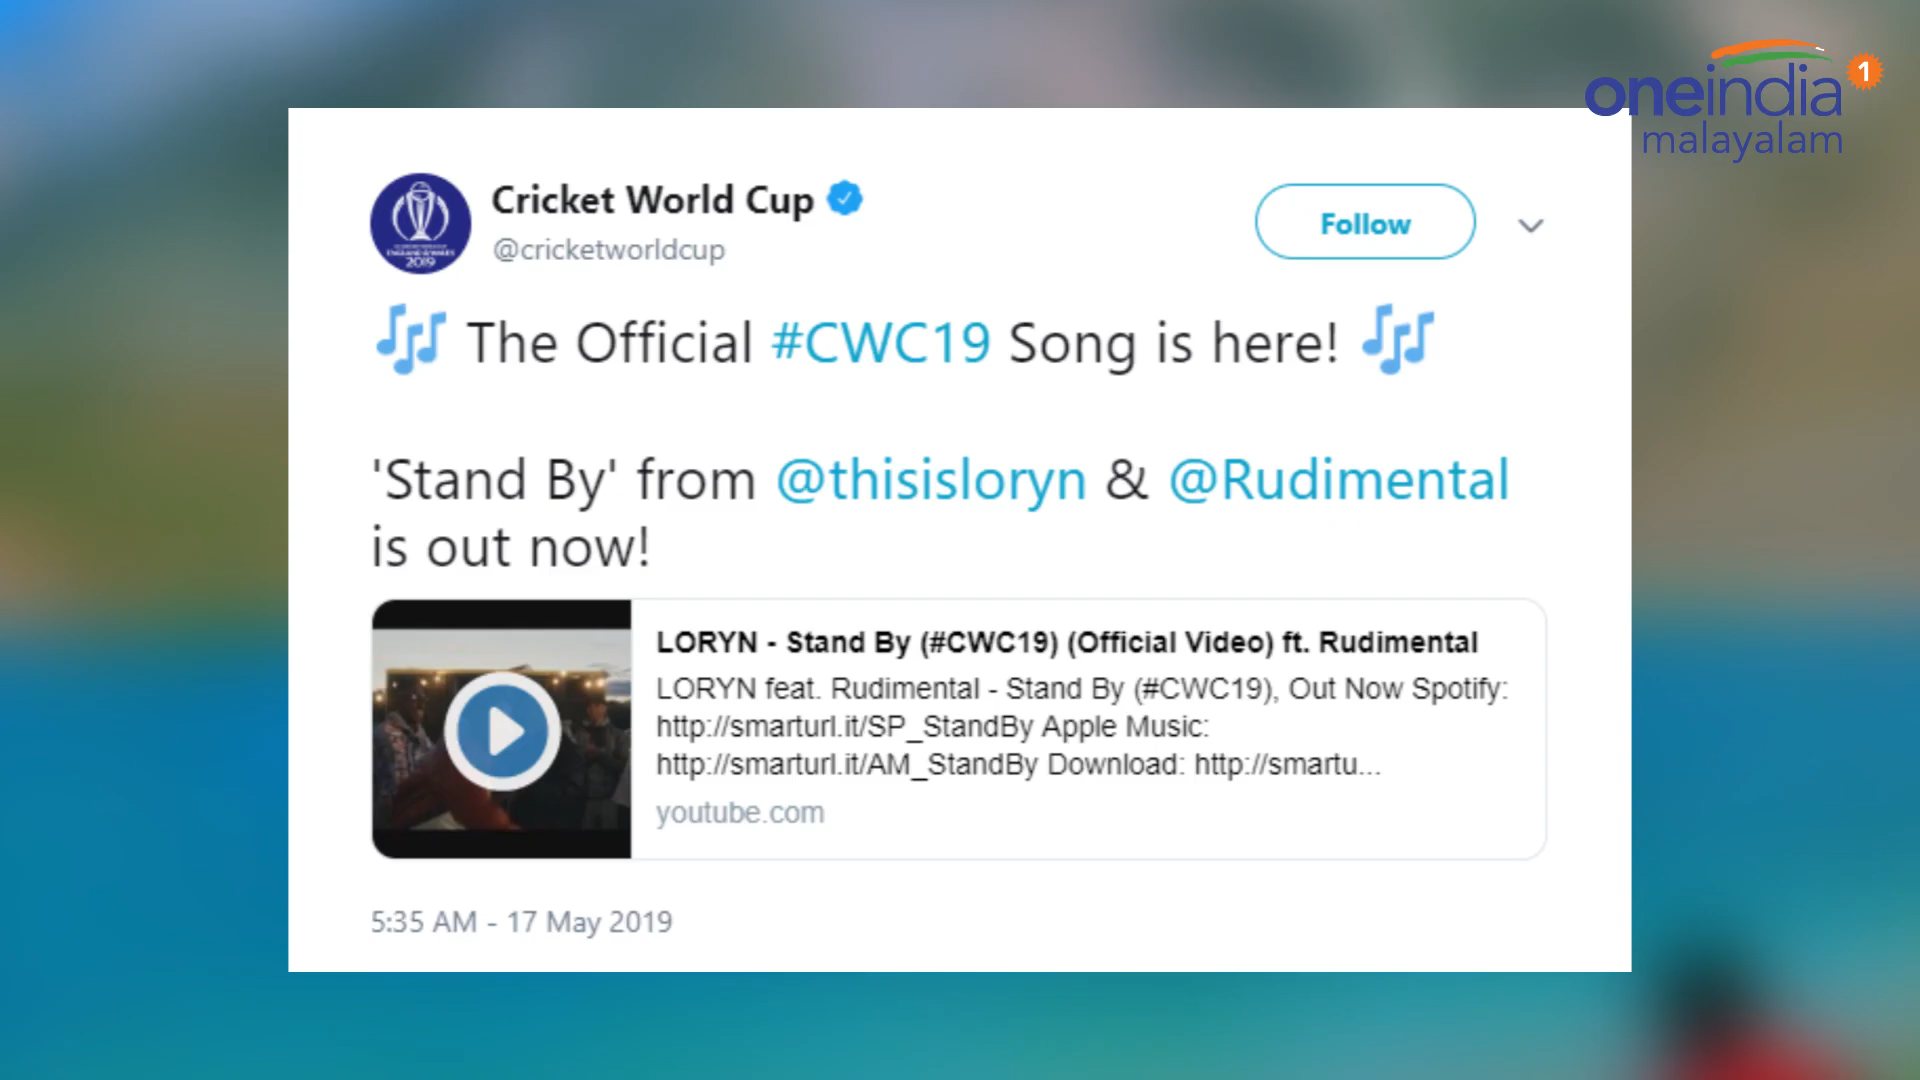 oneindia 1
malayalam
Cricket World Cup
@cricketworldcup
Follow
2019
The Official #CWC19 Song is here!
'Stand By' from @thisisloryn & @Rudimental
is out now!
LORYN - Stand By (#CWC19) (Official Video) ft. Rudimental
LORYN feat. Rudimental - Stand By (#CWC19), Out Now Spotify:
http://smarturl.it/SP_StandBy Apple Music:
http://smarturl.it/AM_StandBy Download: http://smartu...
youtube.com
5:35 AM - 17 May 2019